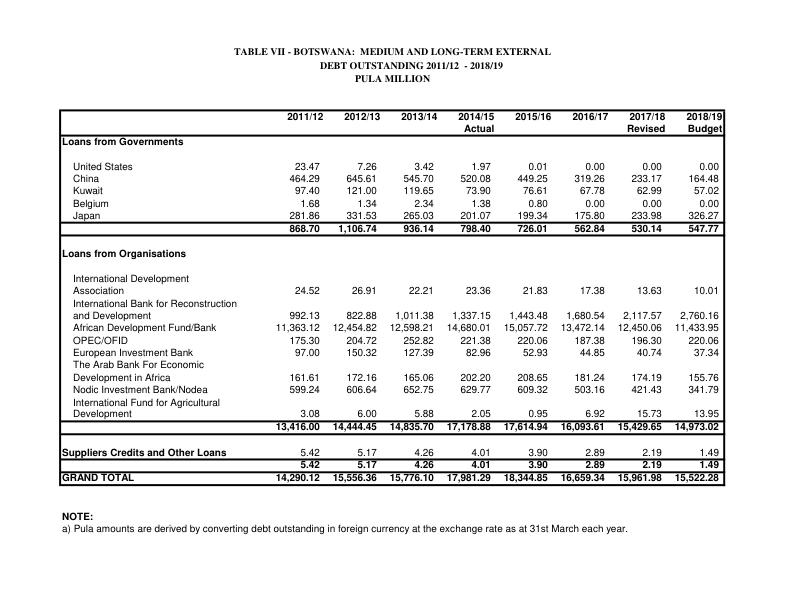 TABLE VII - BOTSWANA: MEDIUM AND LONG-TERM EXTERNAL
DEBT OUTSTANDING 2011/12 - 2018/19
PULA MILLION
2011/12 2012/13 2013/14 2014/15 2015/16 2016/17 2017/18 2018/19
Actual Revised Budget
Loans from Governments
United States 23.47 7.26 3.42 1.97 0.01 0.00 0.00 0.00
China 464.29 645.61 545.70 520.08 449.25 319.26 233.17 164.48
Kuwait 97.40 121.00 119.65 73.90 76.61 67.78 62.99 57.02
Belgium 1.68 1.34 2.34 1.38 0.80 0.00 0.00 0.00
Japan 281.86 331.53 265.03 201.07 199.34 175.80 233.98 326.27
868.70 1,106.74 936.14 798.40 726.01 562.84 530.14 547.77
Loans from Organisations
International Development
Association 24.52 26.91 22.21 23.36 21.83 17.38 13.63 10.01
International Bank for Reconstruction
and Development 992.13 822.88 1,011.38 1,337.15 1,443.48 1,680.54 2,117.57 2,760.16
African Development Fund/Bank 11,363.12 12,454.82 12,598.21 14,680.01 15,057.72 13,472.14 12,450.06 11,433.95
OPEC/OFID 175.30 204.72 252.82 221.38 220.06 187.38 196.30 220.06
European Investment Bank 97.00 150.32 127.39 82.96 52.93 44.85 40.74 37.34
The Arab Bank For Economic
Development in Africa 161.61 172.16 165.06 202.20 208.65 181.24 174.19 155.76
Nodic Investment Bank/Nodea 599.24 606.64 652.75 629.77 609.32 503.16 421.43 341.79
International Fund for Agricultural
Development 3.08 6.00 5.88 2.05 0.95 6.92 15.73 13.95
13,416.00 14,444.45 14,835.70 17,178.88 17,614.94 16,093.61 15,429.65 14,973.02
Suppliers Credits and Other Loans 5.42 5.17 4.26 4.01 3.90 2.89 2.19 1.49
5.42 5.17 4.26 4.01 3.90 2.89 2.19 1.49
GRAND TOTAL 14,290.12 15,556.36 15,776.10 17,981.29 18,344.85 16,659.34 15,961.98 15,522.28
NOTE:
a) Pula amounts are derived by converting debt outstanding in foreign currency at the exchange rate as at 31st March each year.